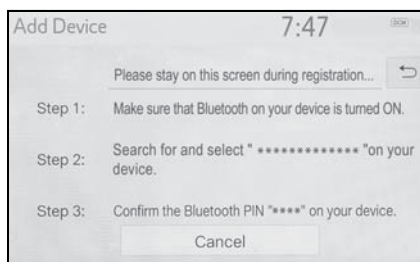 Add Device
7:47
DCM
Please stay on this screen during registration...
Step 1: Make sure that Bluetooth on your device is turned ON.
Step 2: Search for and select " ************* "on your
device.
Step 3: Confirm the Bluetooth PIN "****" on your device.
Cancel